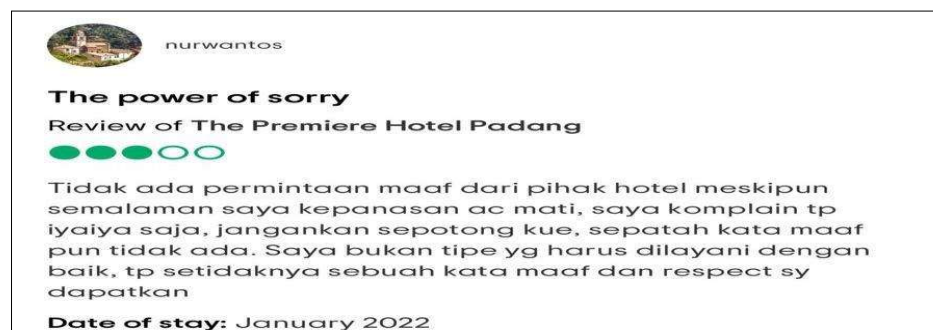 nurwantos
The power of sorry
Review of The Premiere Hotel Padang
Tidak ada permintaan maaf dari pihak hotel meskipun
semalaman saya kepanasan ac mati, saya komplain tp
iyaiya saja, jangankan sepotong kue, sepatah kata maaf
pun tidak ada. Saya bukan tipe yg harus dilayani dengan
baik, tp setidaknya sebuah kata maaf dan respect sy
dapatkan
Date of stay: January 2022